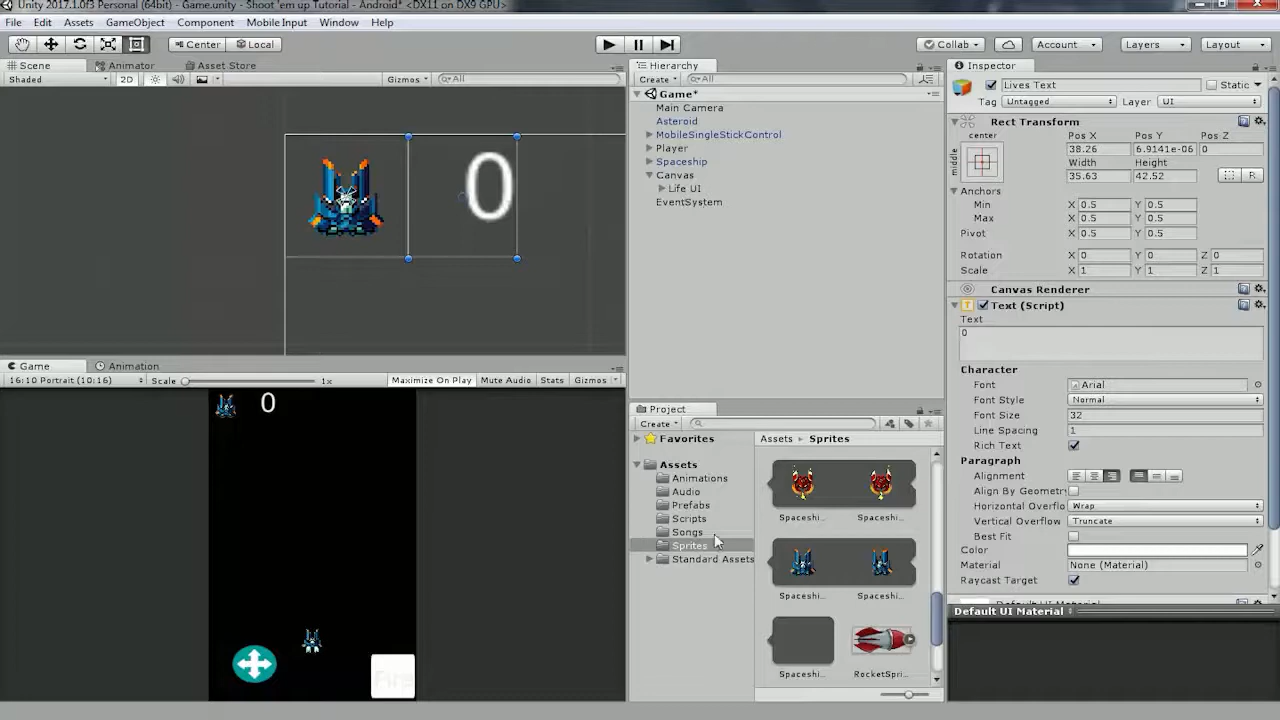 Unity 2017.1.0f3 Personal (64bit) - Game.unity - Shoot 'em up Tutorial - Android* <DX11 on DX9 GPU>
File Edit Assets GameObject Component Mobile Input Window Help
Center Local Collab Account Layers Layout
Scene Animator Asset Store
Shaded 2D Gizmos All
0
Game Animation
16:10 Portrait (10:16) Scale 1x Maximize On Play Mute Audio Stats Gizmos
0
Fire
Hierarchy
Create All
Game*
Main Camera
Asteroid
MobileSingleStickControl
Player
Spaceship
Canvas
Life UI
EventSystem
Project
Create
Favorites
Assets
Animations
Audio
Prefabs
Scripts
Songs
Sprites
Standard Assets
Assets Sprites
Spaceshi... Spaceshi...
Spaceshi... Spaceshi...
Spaceshi... RocketSpri...
Inspector
Lives Text Static
Tag Untagged Layer UI
Rect Transform
center Pos X Pos Y Pos Z
middle 38.26 6.9141e-06 0
Width Height
35.63 42.52 R
Anchors
Min X 0.5 Y 0.5
Max X 0.5 Y 0.5
Pivot X 0.5 Y 0.5
Rotation X 0 Y 0 Z 0
Scale X 1 Y 1 Z 1
Canvas Renderer
Text (Script)
Text
0
Character
Font Arial
Font Style Normal
Font Size 32
Line Spacing 1
Rich Text
Paragraph
Alignment
Align By Geometry
Horizontal Overflo Wrap
Vertical Overflow Truncate
Best Fit
Color
Material None (Material)
Raycast Target
Default UI Material
Default UI Material